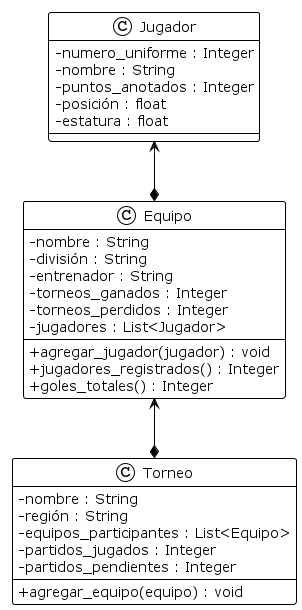 C Jugador
-numero_uniforme : Integer
-nombre : String
-puntos_anotados : Integer
-posición : float
-estatura : float
C Equipo
-nombre : String
-división : String
-entrenador : String
-torneos_ganados : Integer
-torneos_perdidos : Integer
-jugadores : List<Jugador>
+agregar_jugador(jugador) : void
+jugadores_registrados() : Integer
+goles_totales() : Integer
C Torneo
-nombre : String
-región : String
-equipos_participantes : List<Equipo>
-partidos_jugados : Integer
-partidos_pendientes : Integer
+agregar_equipo(equipo) : void